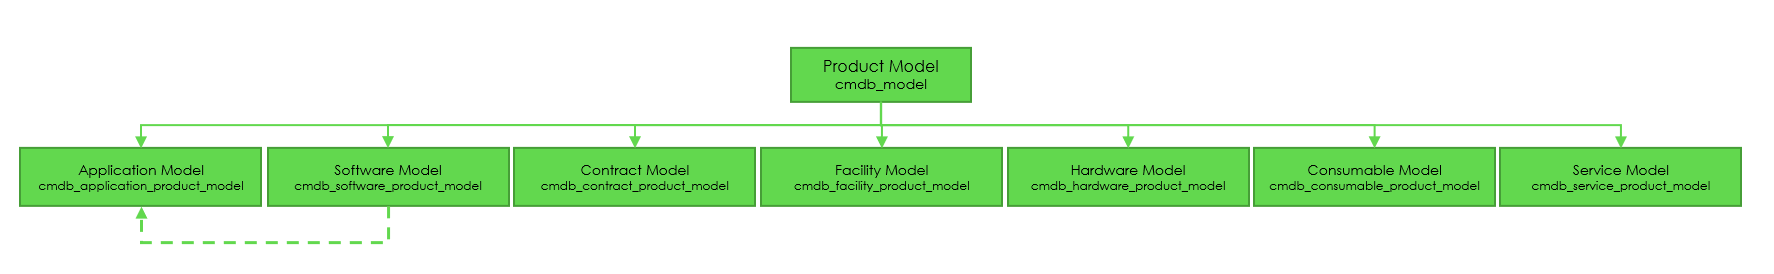 Product Model
cmdb_model
Application Model
cmdb_application_product_model
Software Model
cmdb_software_product_model
Contract Model
cmdb_contract_product_model
Facility Model
cmdb_facility_product_model
Hardware Model
cmdb_hardware_product_model
Consumable Model
cmdb_consumable_product_model
Service Model
cmdb_service_product_model